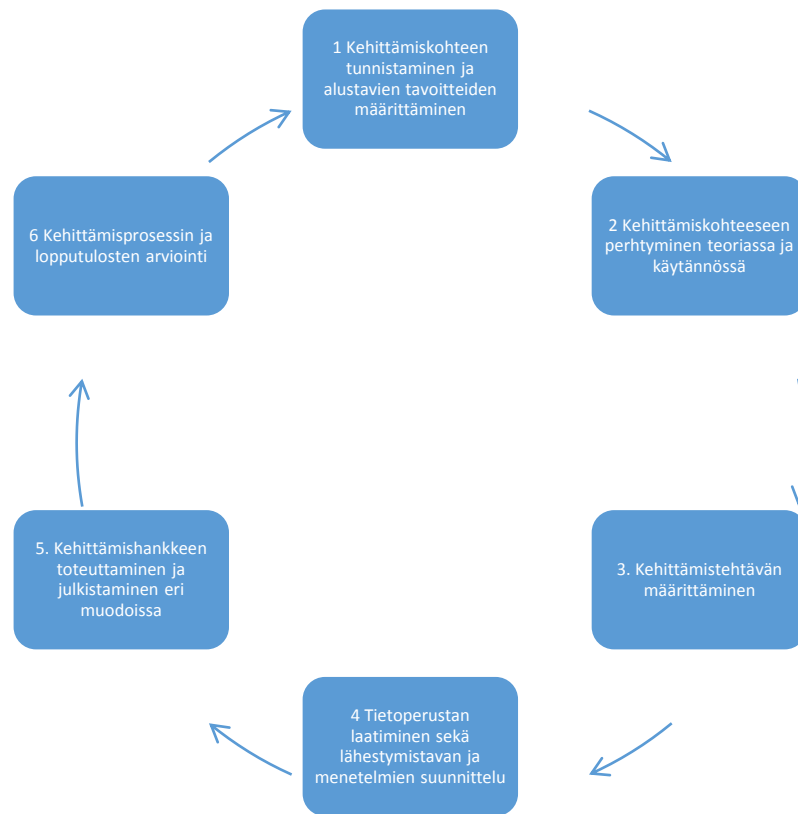 1 Kehittämiskohteen
tunnistaminen ja
alustavien tavoitteiden
määrittäminen
2 Kehittämiskohteeseen
perhtyminen teoriassa ja
käytännössä
3. Kehittämistehtävän
määrittäminen
4 Tietoperustan
laatiminen sekä
lähestymistavan ja
menetelmien suunnittelu
5. Kehittämishankkeen
toteuttaminen ja
julkistaminen eri
muodoissa
6 Kehittämisprosessin ja
lopputulosten arviointi